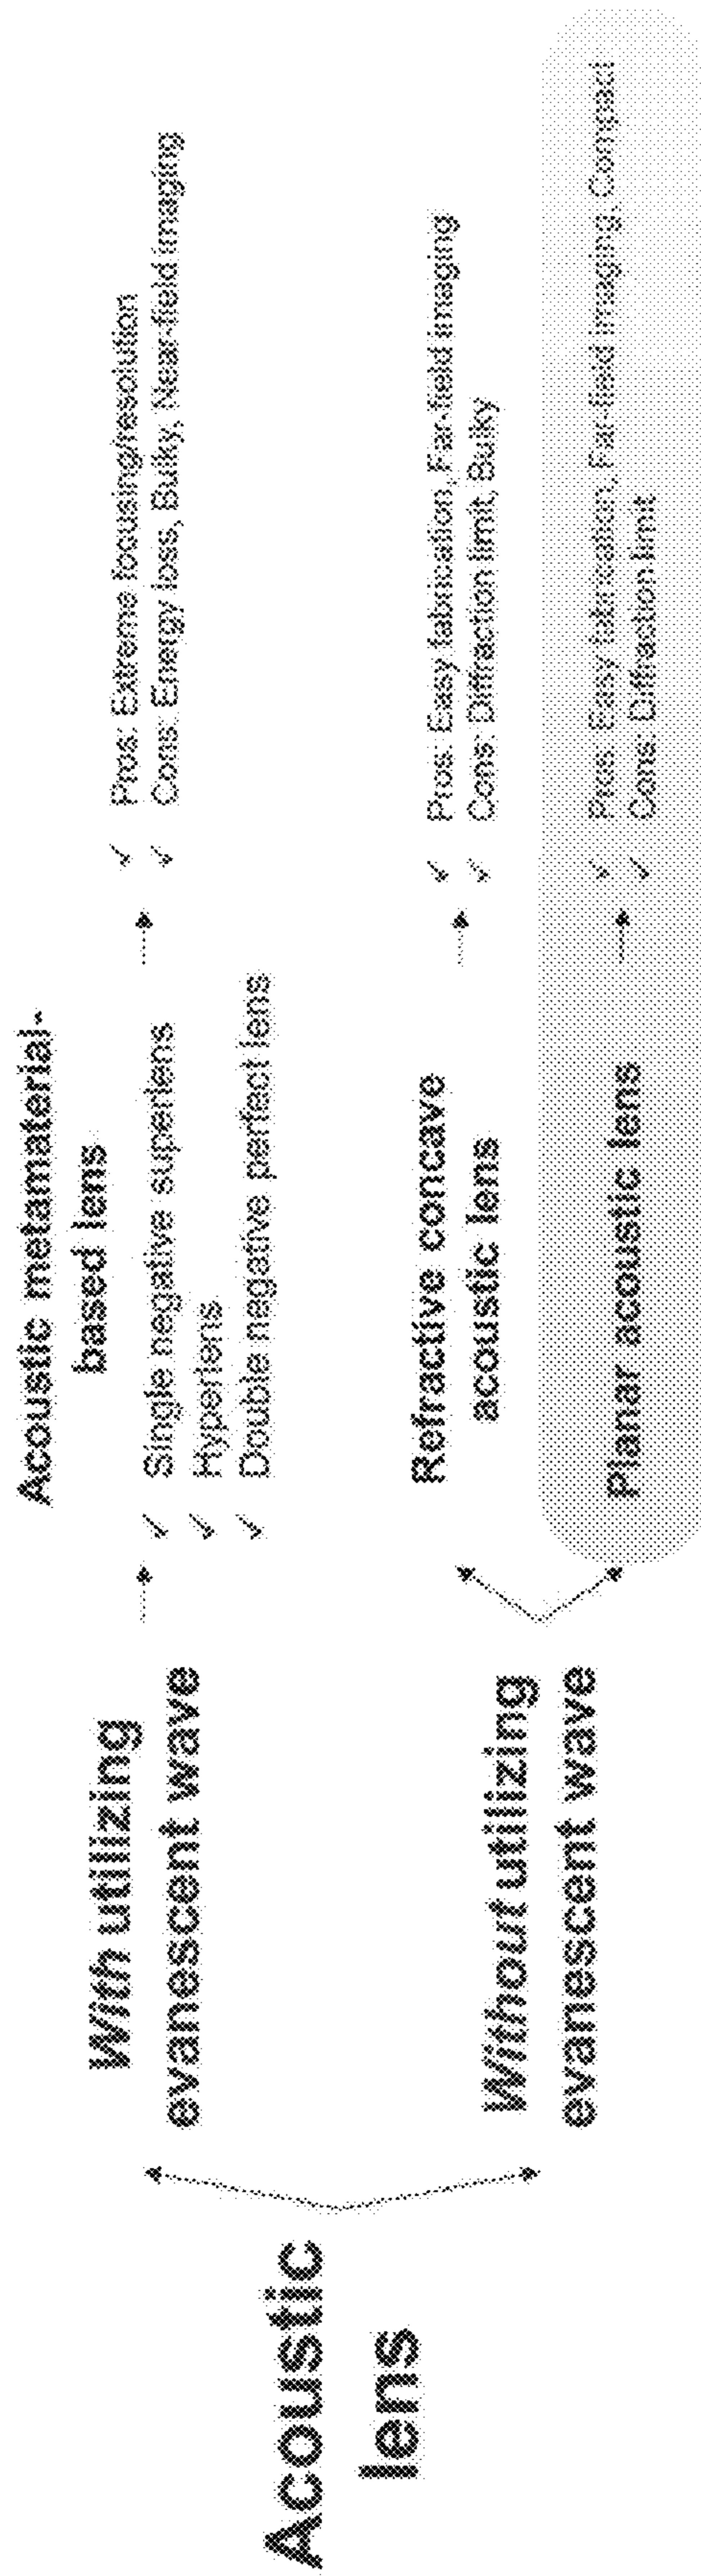 Acoustic
lens
With utilizing
evanescent wave
Acoustic metamaterial-
based lens
✓ Single negative superlens
✓ Hyperlens
✓ Double negative perfect lens
✓ Pros: Extreme focusing/resolution
✓ Cons: Energy loss, Bulky, Near-field imaging
Without utilizing
evanescent wave
Refractive concave
acoustic lens
✓ Pros: Easy fabrication, Far-field imaging
✓ Cons: Diffraction limit, Bulky
Planar acoustic lens
✓ Pros: Easy fabrication, Far-field imaging, Compact
✓ Cons: Diffraction limit